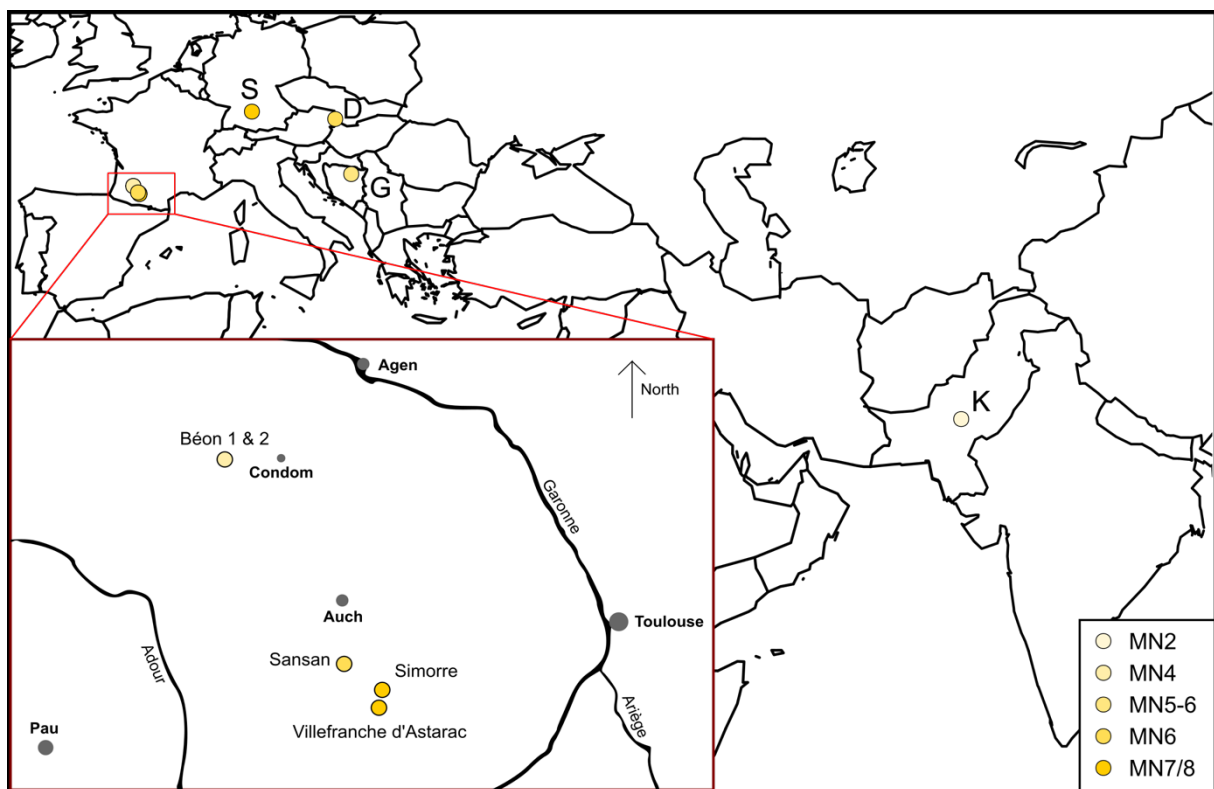 S
D
G
K
Agen
North
Béon 1 & 2
Condom
Garonne
Auch
Toulouse
Sansan
Simorre
Adour
Villefranche d'Astarac
Ariège
Pau
MN2
MN4
MN5-6
MN6
MN7/8